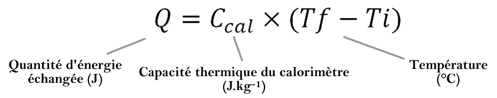 Q = C_cal × (Tf − Ti)
Quantité d'énergie
échangée (J)
Capacité thermique du calorimètre
(J.kg⁻¹)
Température
(°C)